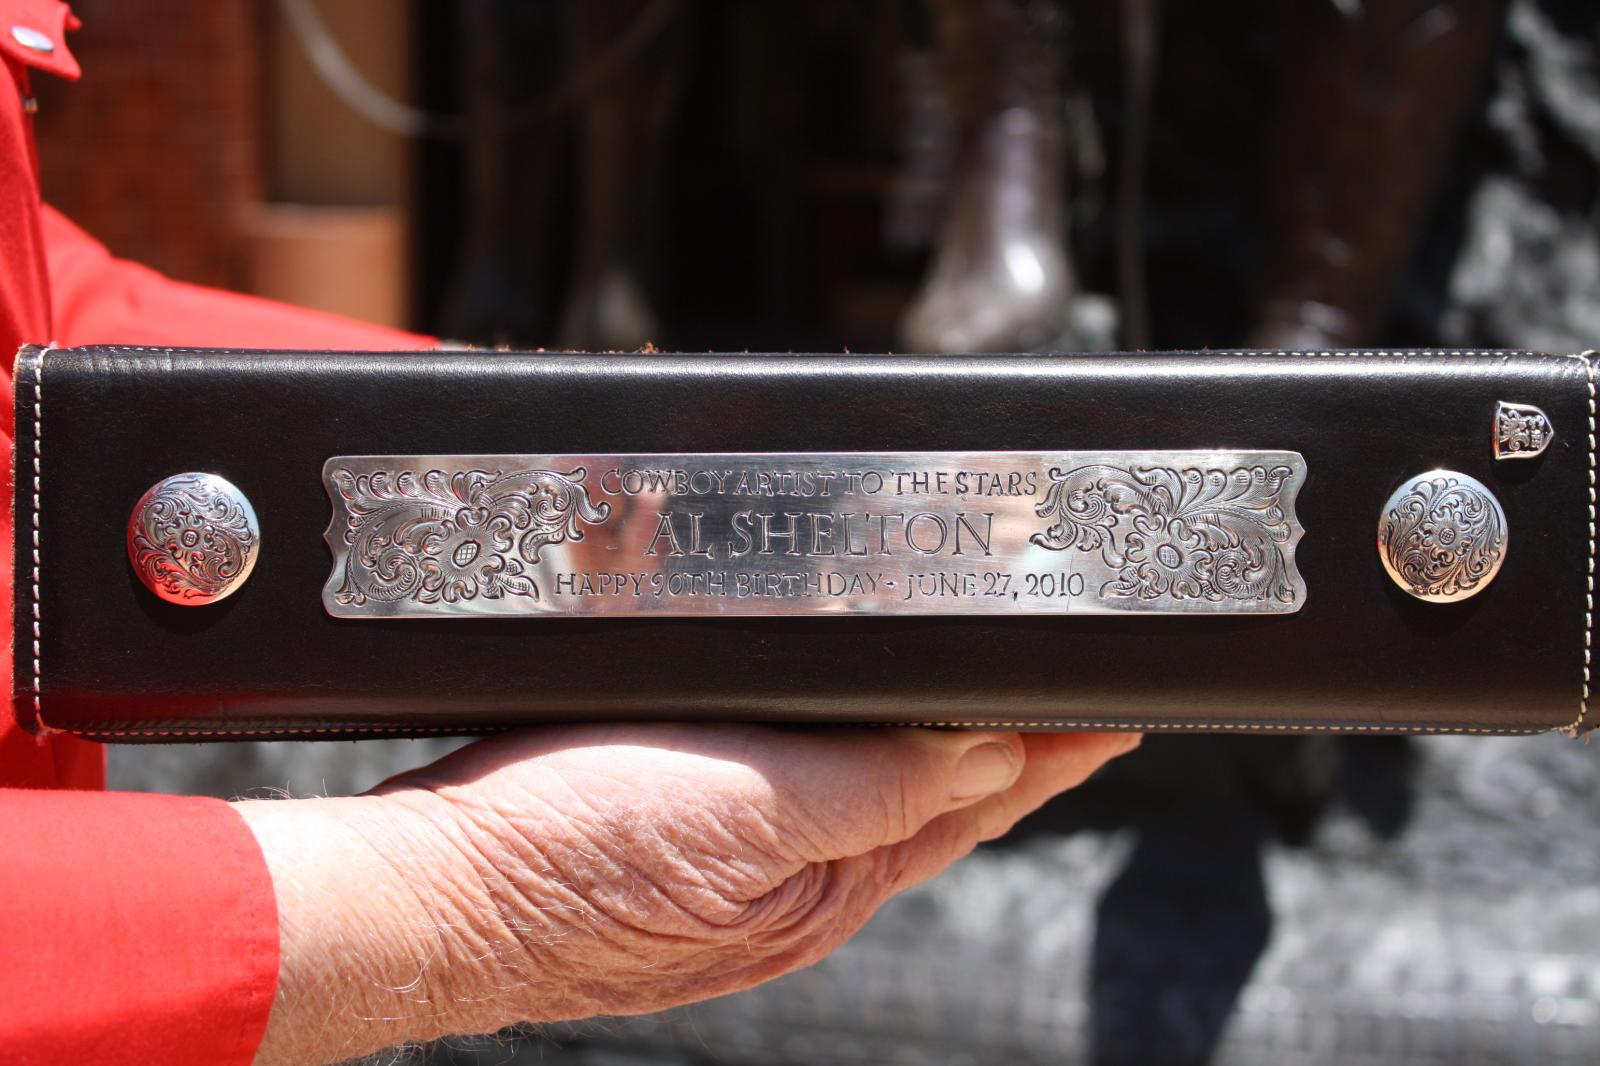 COWBOY ARTIST TO THE STARS
AL SHELTON
HAPPY 90TH BIRTHDAY - JUNE 27, 2010